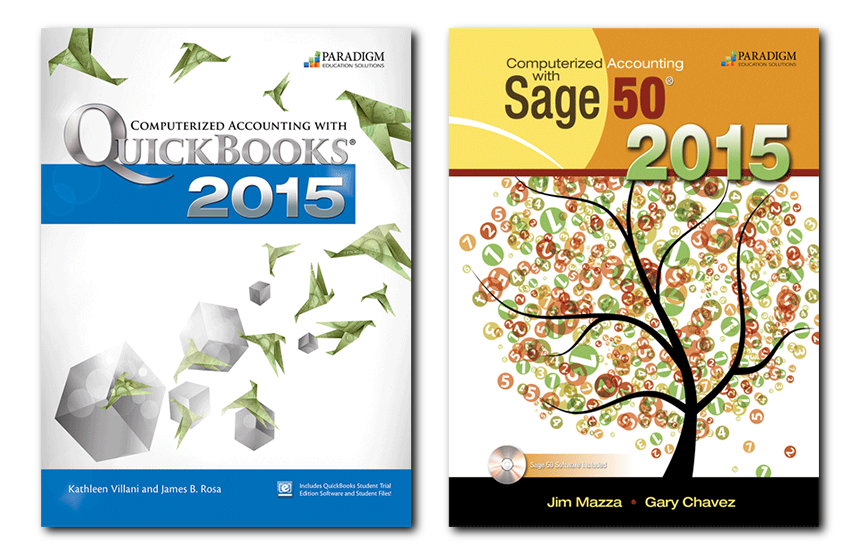 PARADIGM
EDUCATION SOLUTIONS
COMPUTERIZED ACCOUNTING WITH
QUICKBOOKS®
2015
Kathleen Villani and James B. Rosa
Includes QuickBooks Student Trial
Edition Software and Student Files!
PARADIGM
EDUCATION SOLUTIONS
Computerized Accounting
with
Sage 50®
2015
Sage 50 Software Included!
Jim Mazza • Gary Chavez